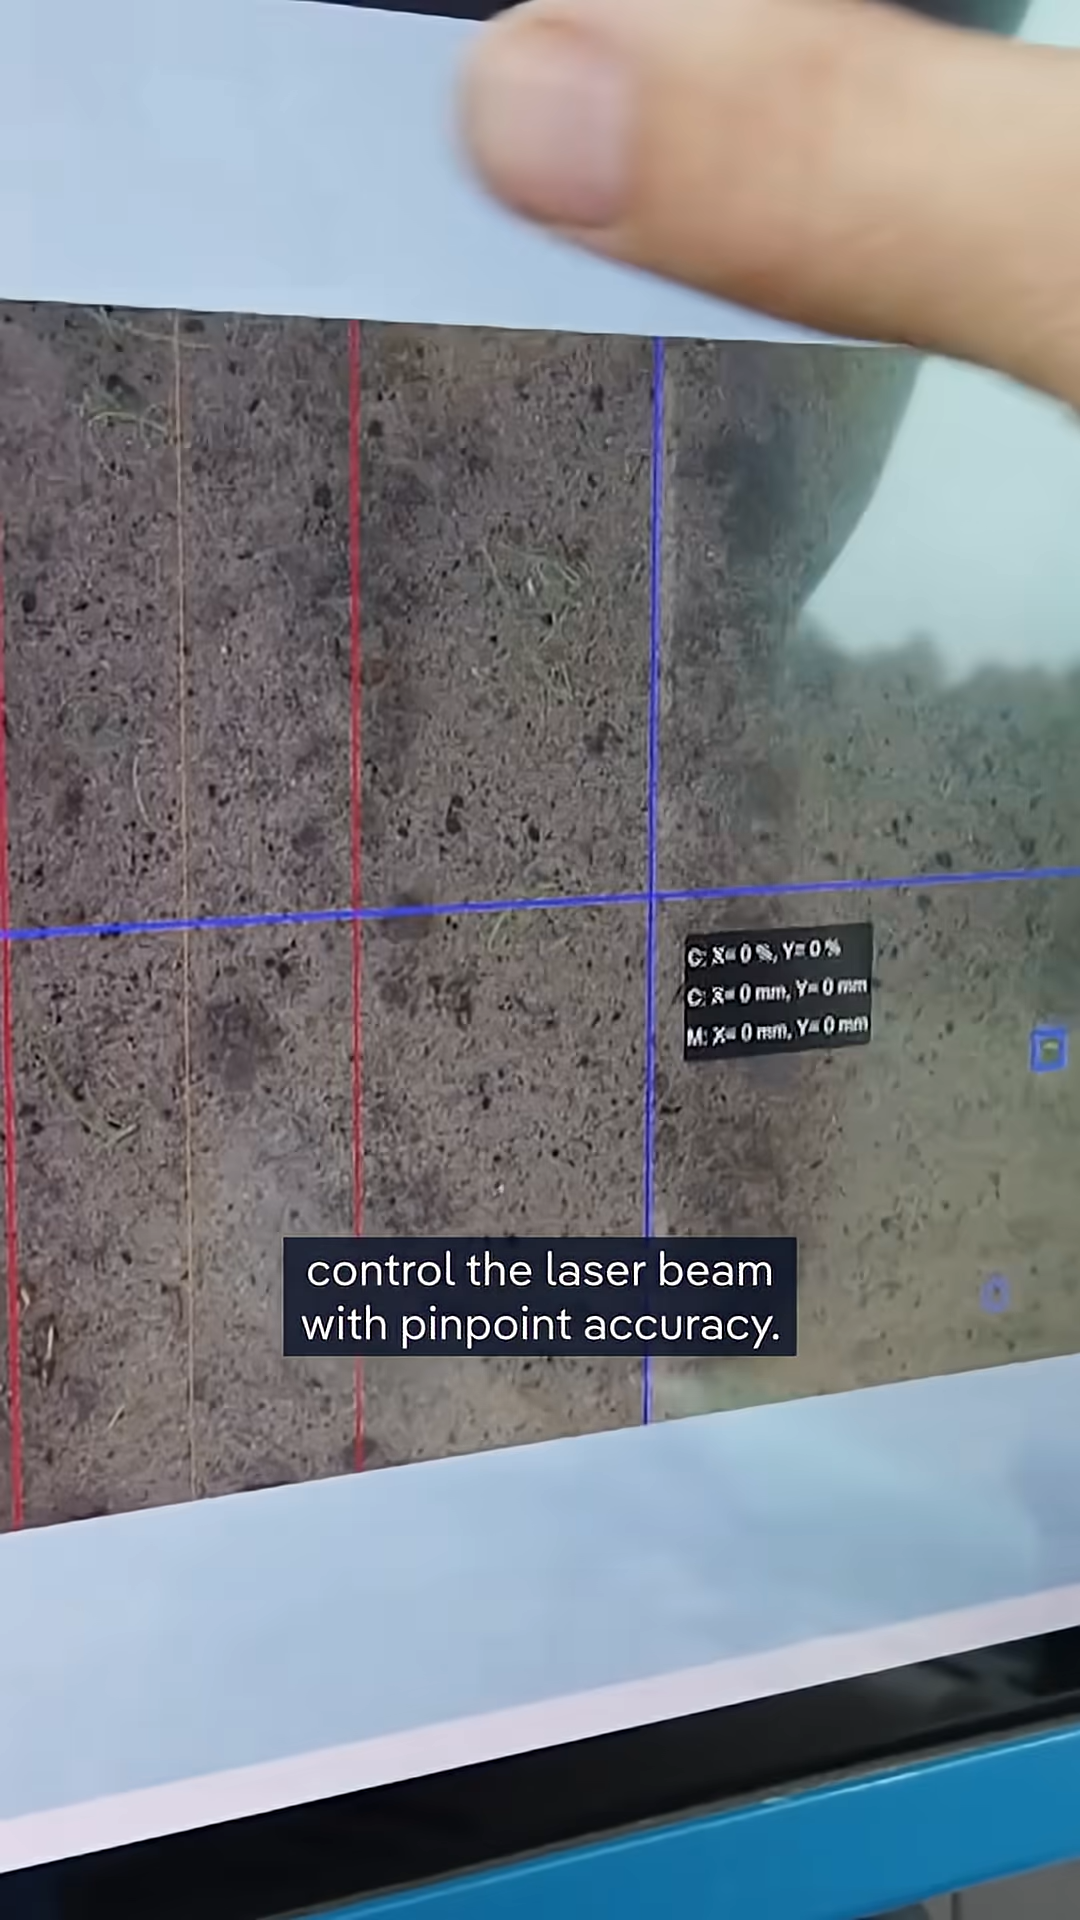 C: X= 0 %, Y= 0 %
C: X= 0 mm, Y= 0 mm
M: X= 0 mm, Y= 0 mm
control the laser beam
with pinpoint accuracy.